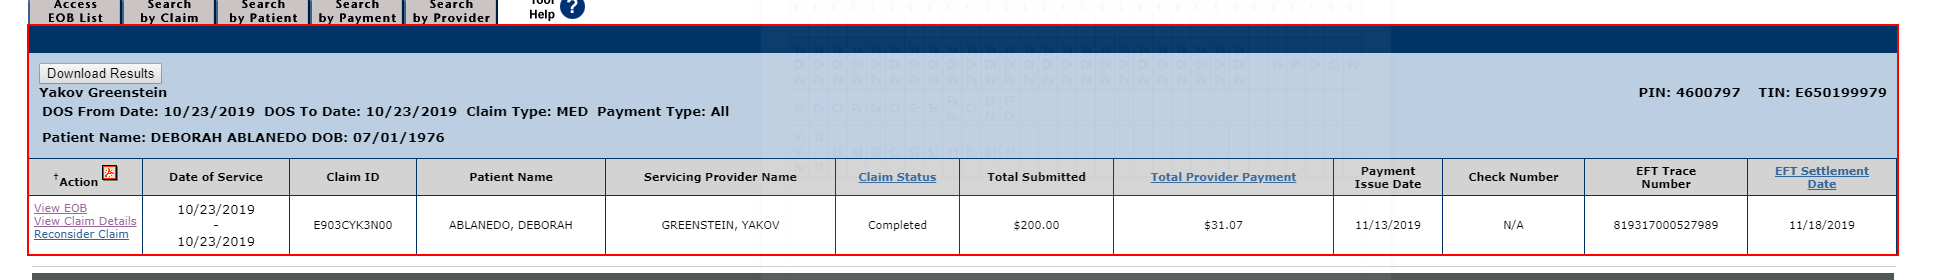 Access
EOB List
Search
by Claim
Search
by Patient
Search
by Payment
Search
by Provider
Tool
Help
?
Download Results
Yakov Greenstein
DOS From Date: 10/23/2019 DOS To Date: 10/23/2019 Claim Type: MED Payment Type: All
PIN: 4600797 TIN: E650199979
Patient Name: DEBORAH ABLANEDO DOB: 07/01/1976
†Action
Date of Service
Claim ID
Patient Name
Servicing Provider Name
Claim Status
Total Submitted
Total Provider Payment
Payment
Issue Date
Check Number
EFT Trace
Number
EFT Settlement
Date
View EOB
View Claim Details
Reconsider Claim
10/23/2019
-
10/23/2019
E903CYK3N00
ABLANEDO, DEBORAH
GREENSTEIN, YAKOV
Completed
$200.00
$31.07
11/13/2019
N/A
819317000527989
11/18/2019